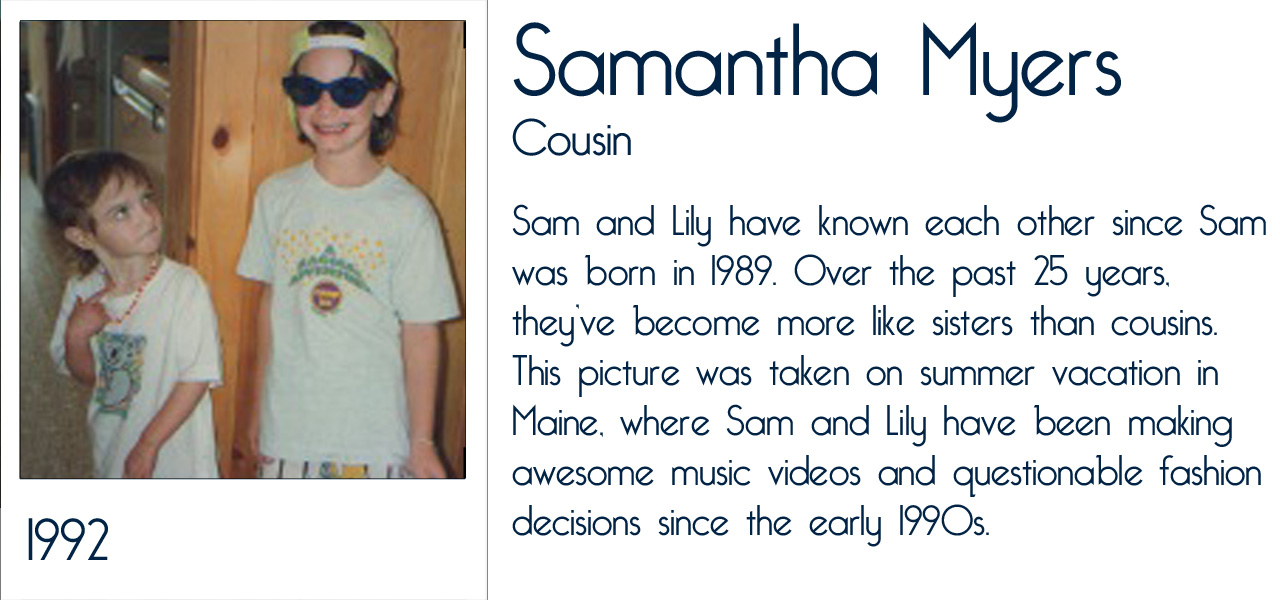 Samantha Myers
Cousin
Sam and Lily have known each other since Sam
was born in 1989. Over the past 25 years,
they've become more like sisters than cousins.
This picture was taken on summer vacation in
Maine, where Sam and Lily have been making
awesome music videos and questionable fashion
decisions since the early 1990s.
1992